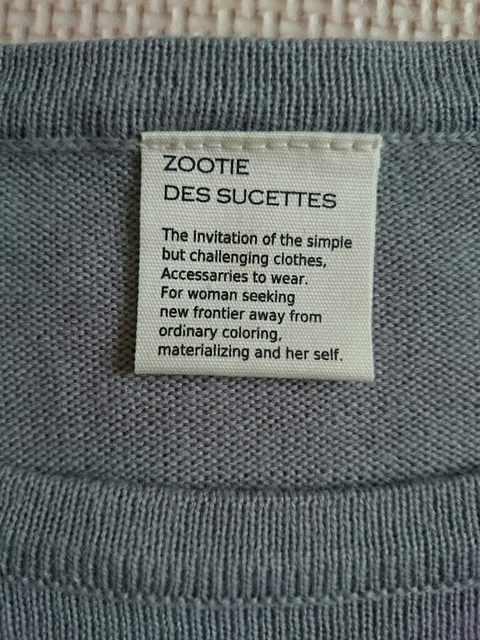 ZOOTIE
DES SUCETTES
The Invitation of the simple
but challenging clothes,
Accessarries to wear.
For woman seeking
new frontier away from
ordinary coloring,
materializing and her self.